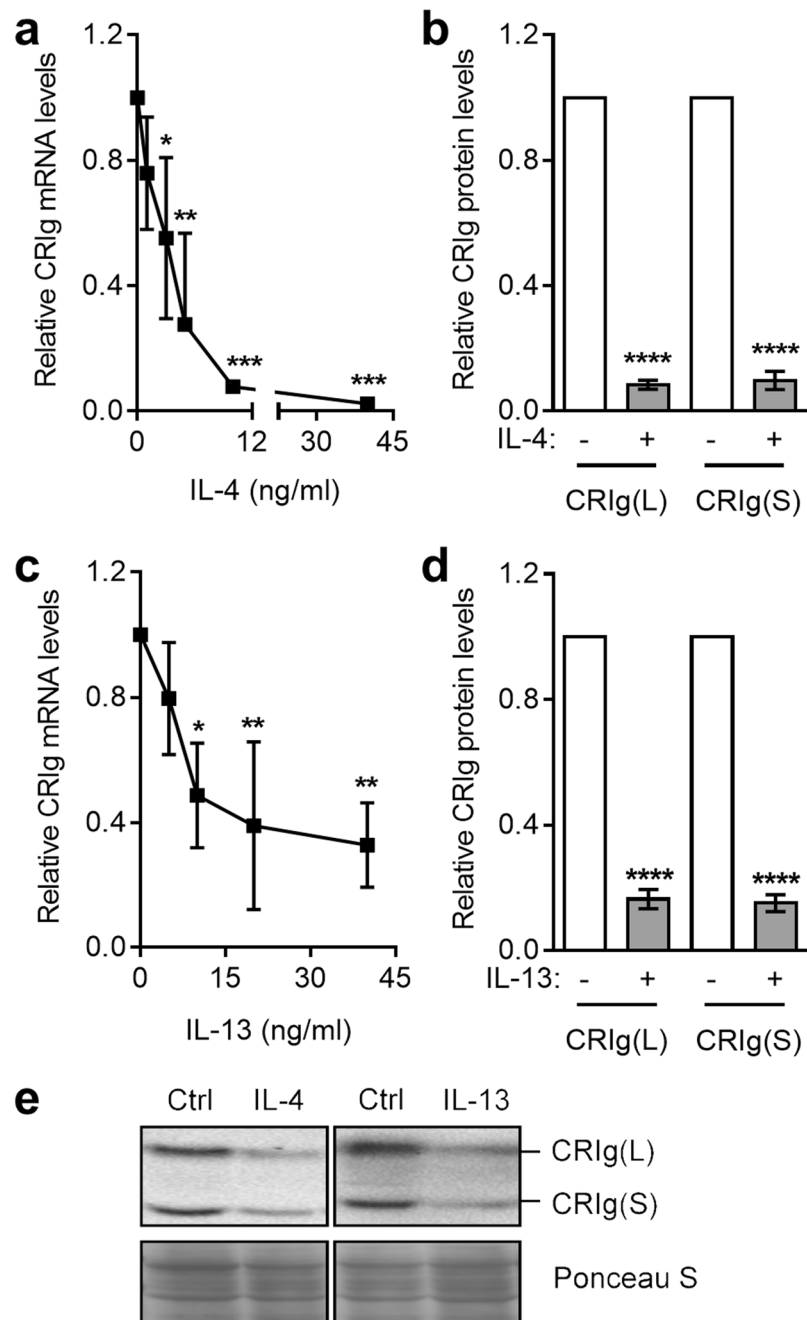 a
1.2
0.8
0.4
0.0
Relative CRIg mRNA levels
*
**
***
***
0
12
30
45
IL-4 (ng/ml)
b
1.2
0.8
0.4
0.0
Relative CRIg protein levels
****
****
IL-4: - + - +
CRIg(L) CRIg(S)
c
1.2
0.8
0.4
0.0
Relative CRIg mRNA levels
*
**
**
0 15 30 45
IL-13 (ng/ml)
d
1.2
0.8
0.4
0.0
Relative CRIg protein levels
****
****
IL-13: - + - +
CRIg(L) CRIg(S)
e
Ctrl IL-4 Ctrl IL-13
CRIg(L)
CRIg(S)
Ponceau S